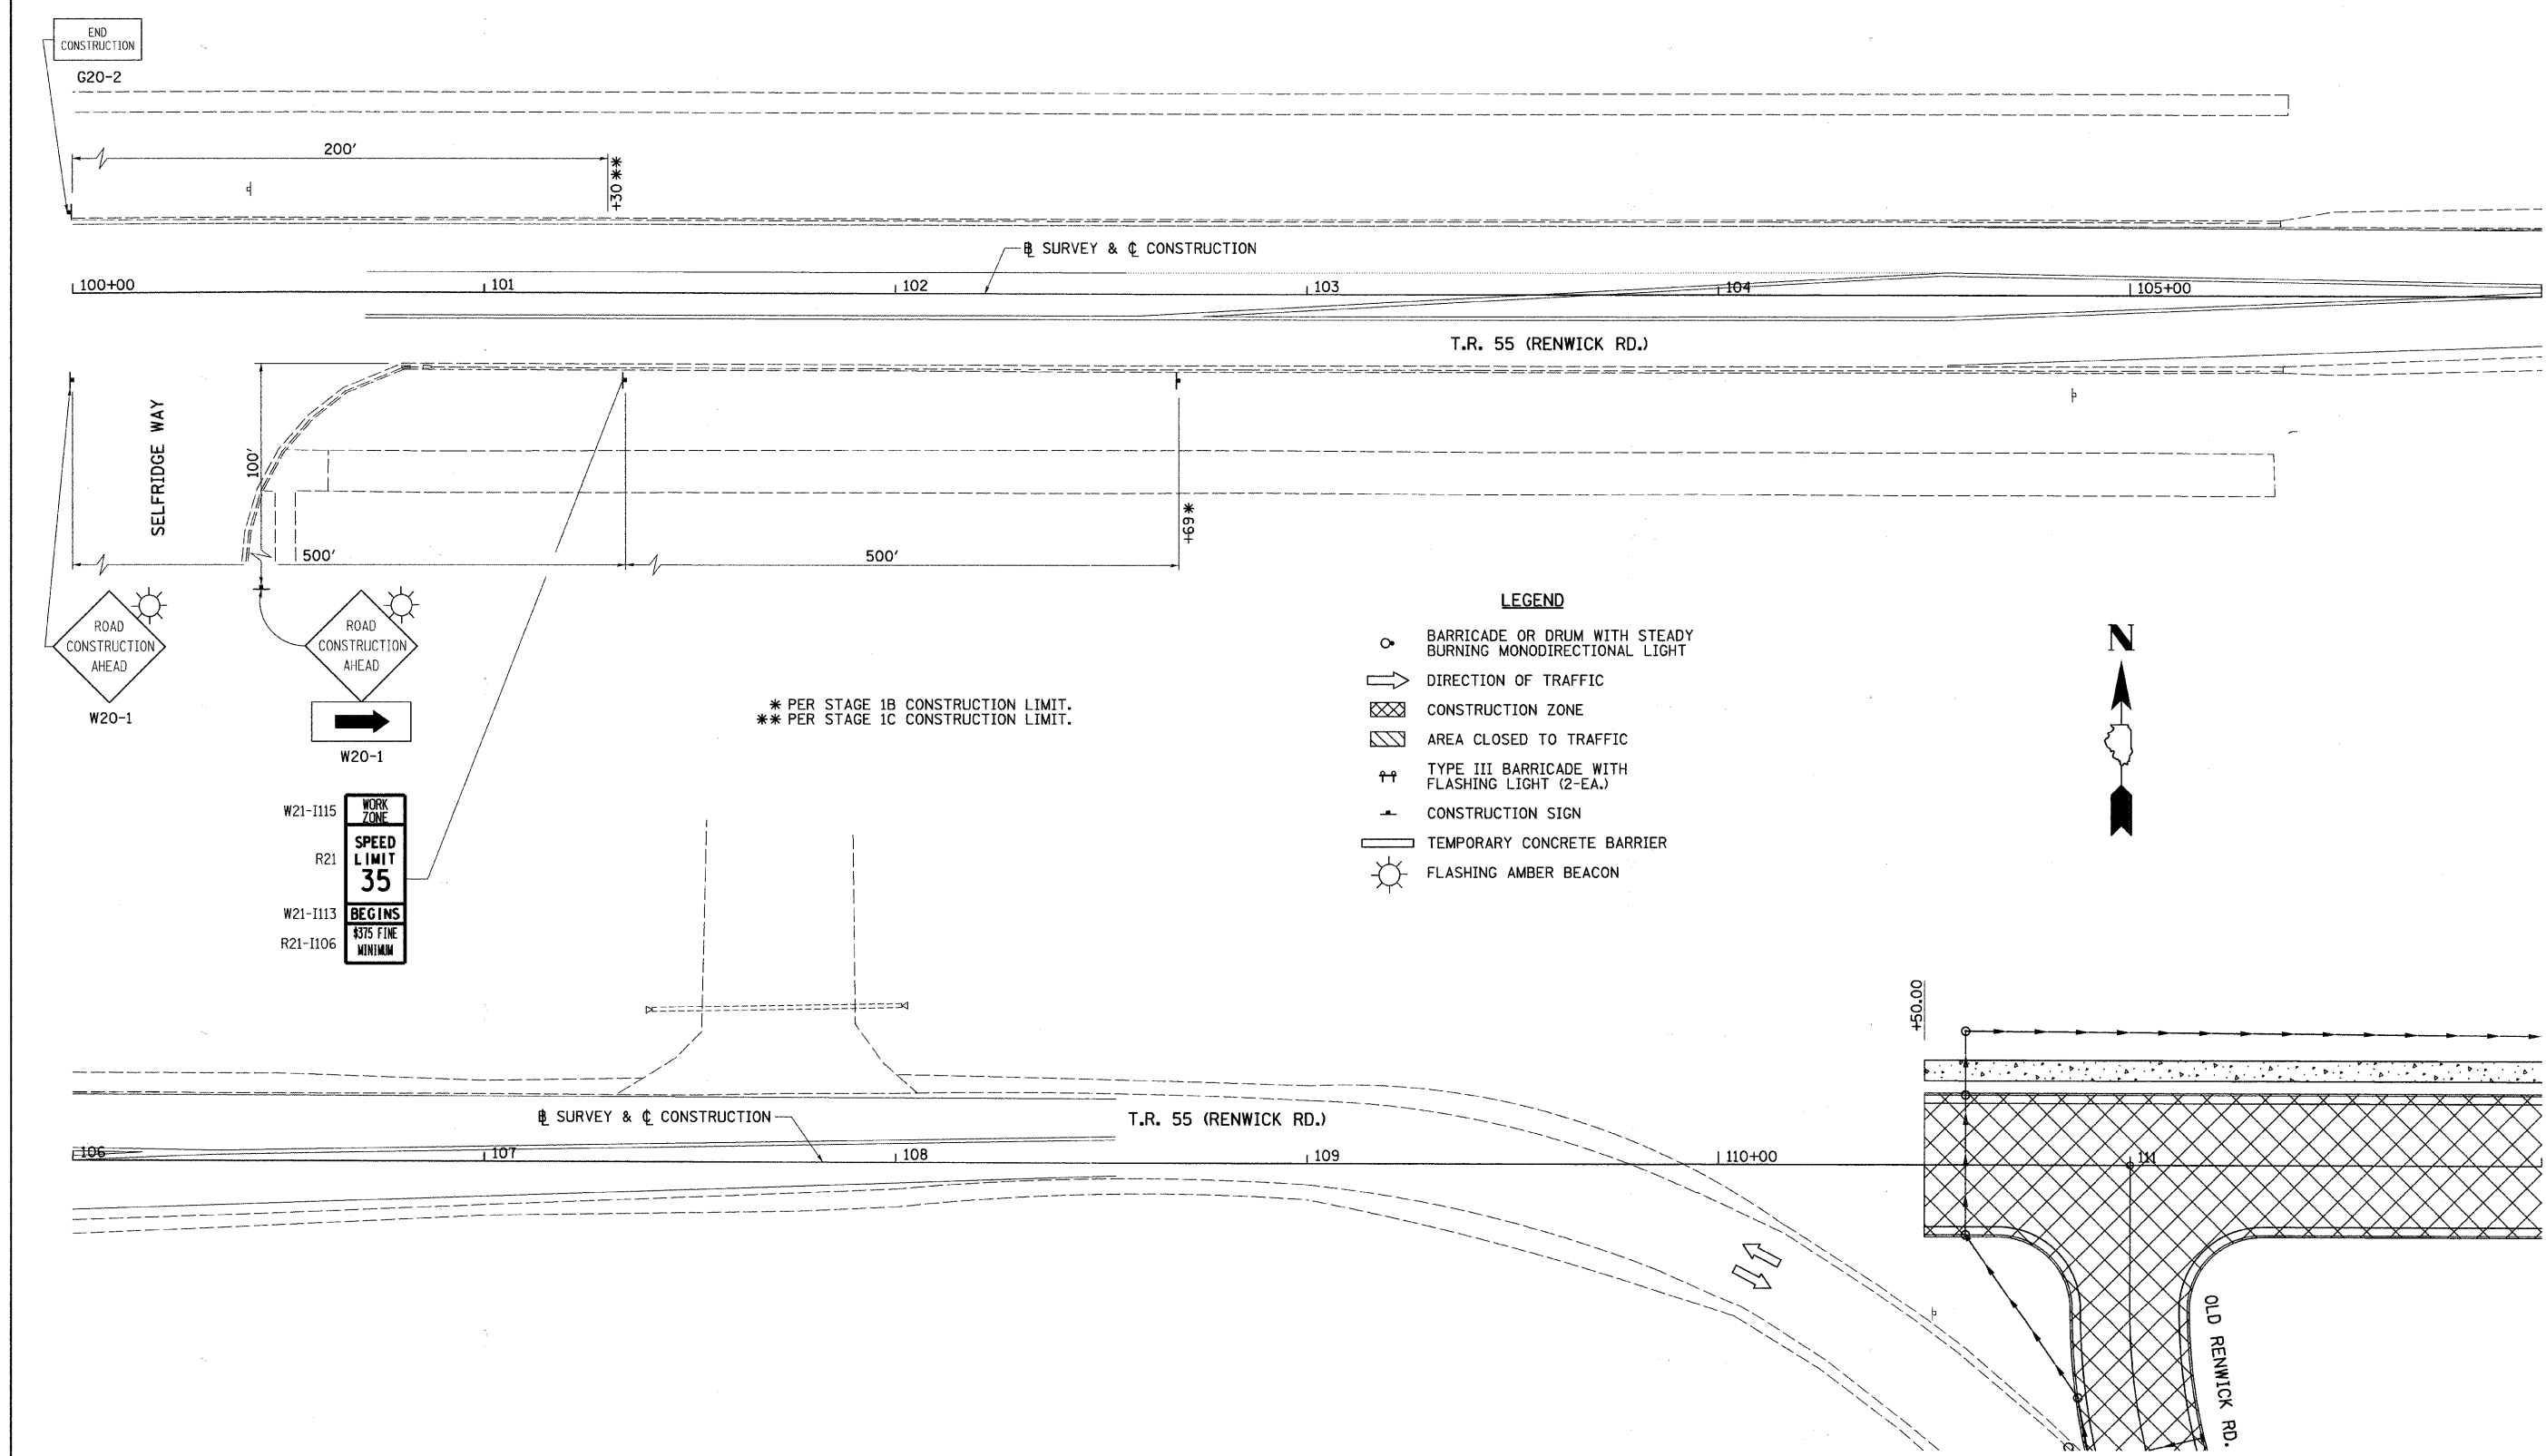 END
CONSTRUCTION
G20-2
200'
+30**
℄ SURVEY & ℄ CONSTRUCTION
100+00
101
102
103
104
105+00
T.R. 55 (RENWICK RD.)
SELFRIDGE WAY
100'
+69*
500'
500'
ROAD
CONSTRUCTION
AHEAD
W20-1
ROAD
CONSTRUCTION
AHEAD
W20-1
* PER STAGE 1B CONSTRUCTION LIMIT.
** PER STAGE 1C CONSTRUCTION LIMIT.
LEGEND
BARRICADE OR DRUM WITH STEADY
BURNING MONODIRECTIONAL LIGHT
DIRECTION OF TRAFFIC
CONSTRUCTION ZONE
AREA CLOSED TO TRAFFIC
TYPE III BARRICADE WITH
FLASHING LIGHT (2-EA.)
CONSTRUCTION SIGN
TEMPORARY CONCRETE BARRIER
FLASHING AMBER BEACON
N
W21-I115
WORK
ZONE
R21
SPEED
LIMIT
35
W21-I113
BEGINS
R21-I106
$375 FINE
MINIMUM
+50.00
℄ SURVEY & ℄ CONSTRUCTION
T.R. 55 (RENWICK RD.)
106
107
108
109
110+00
111
OLD RENWICK RD.